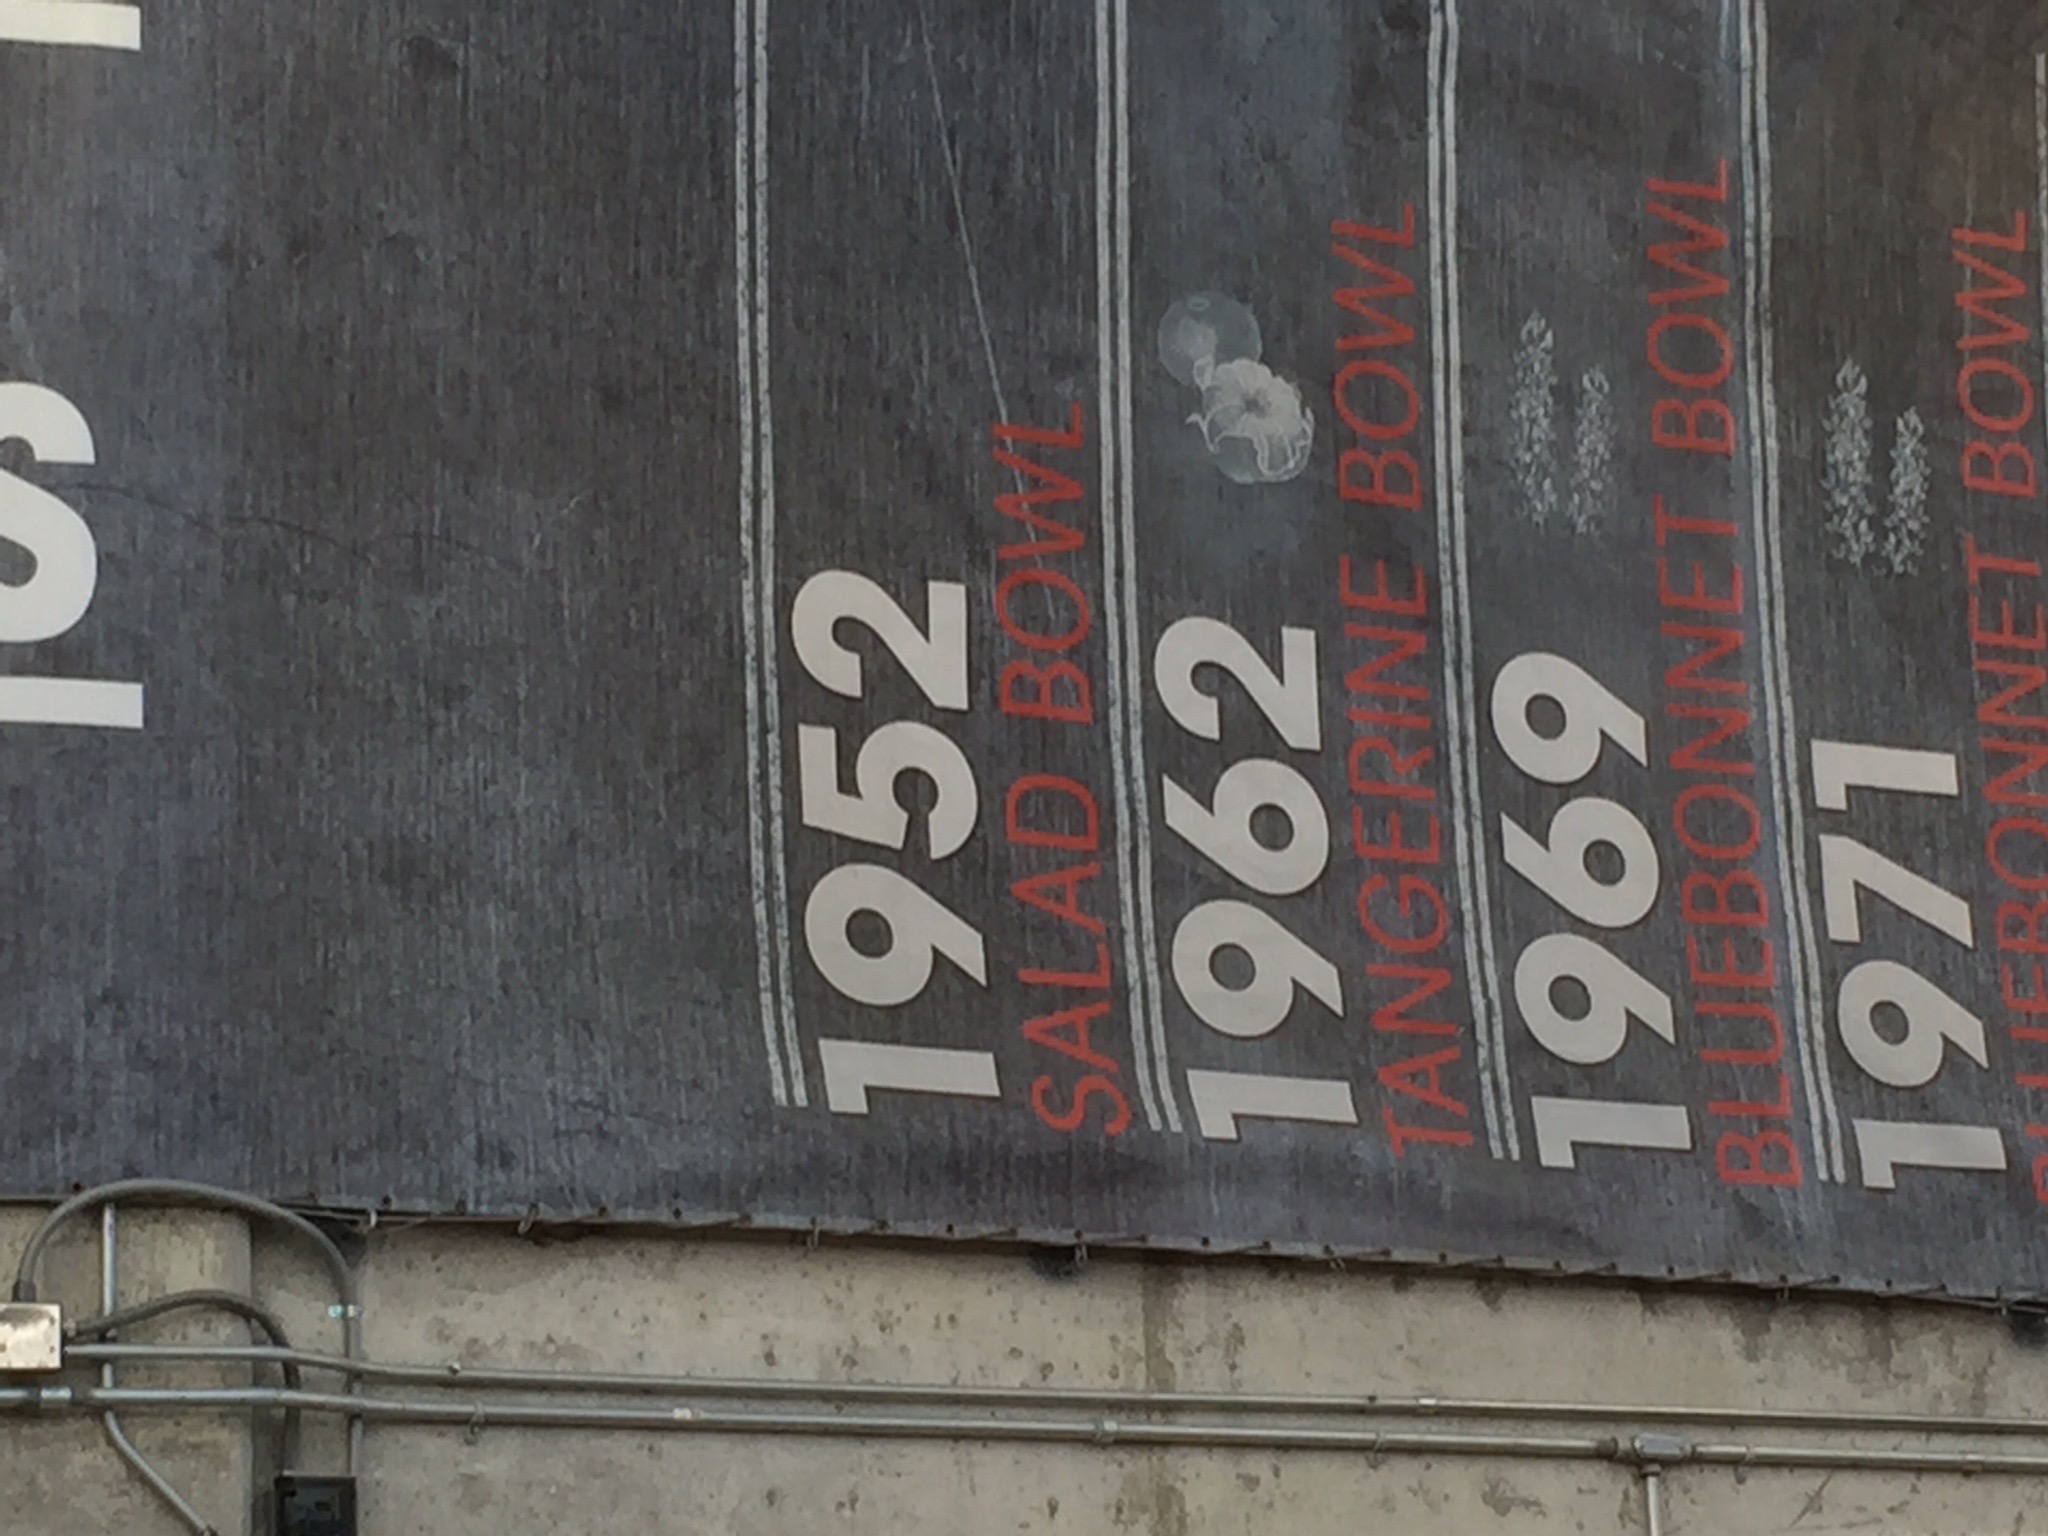 1952
SALAD BOWL
1962
TANGERINE BOWL
1969
BLUEBONNET BOWL
1971
BLUEBONNET BOWL